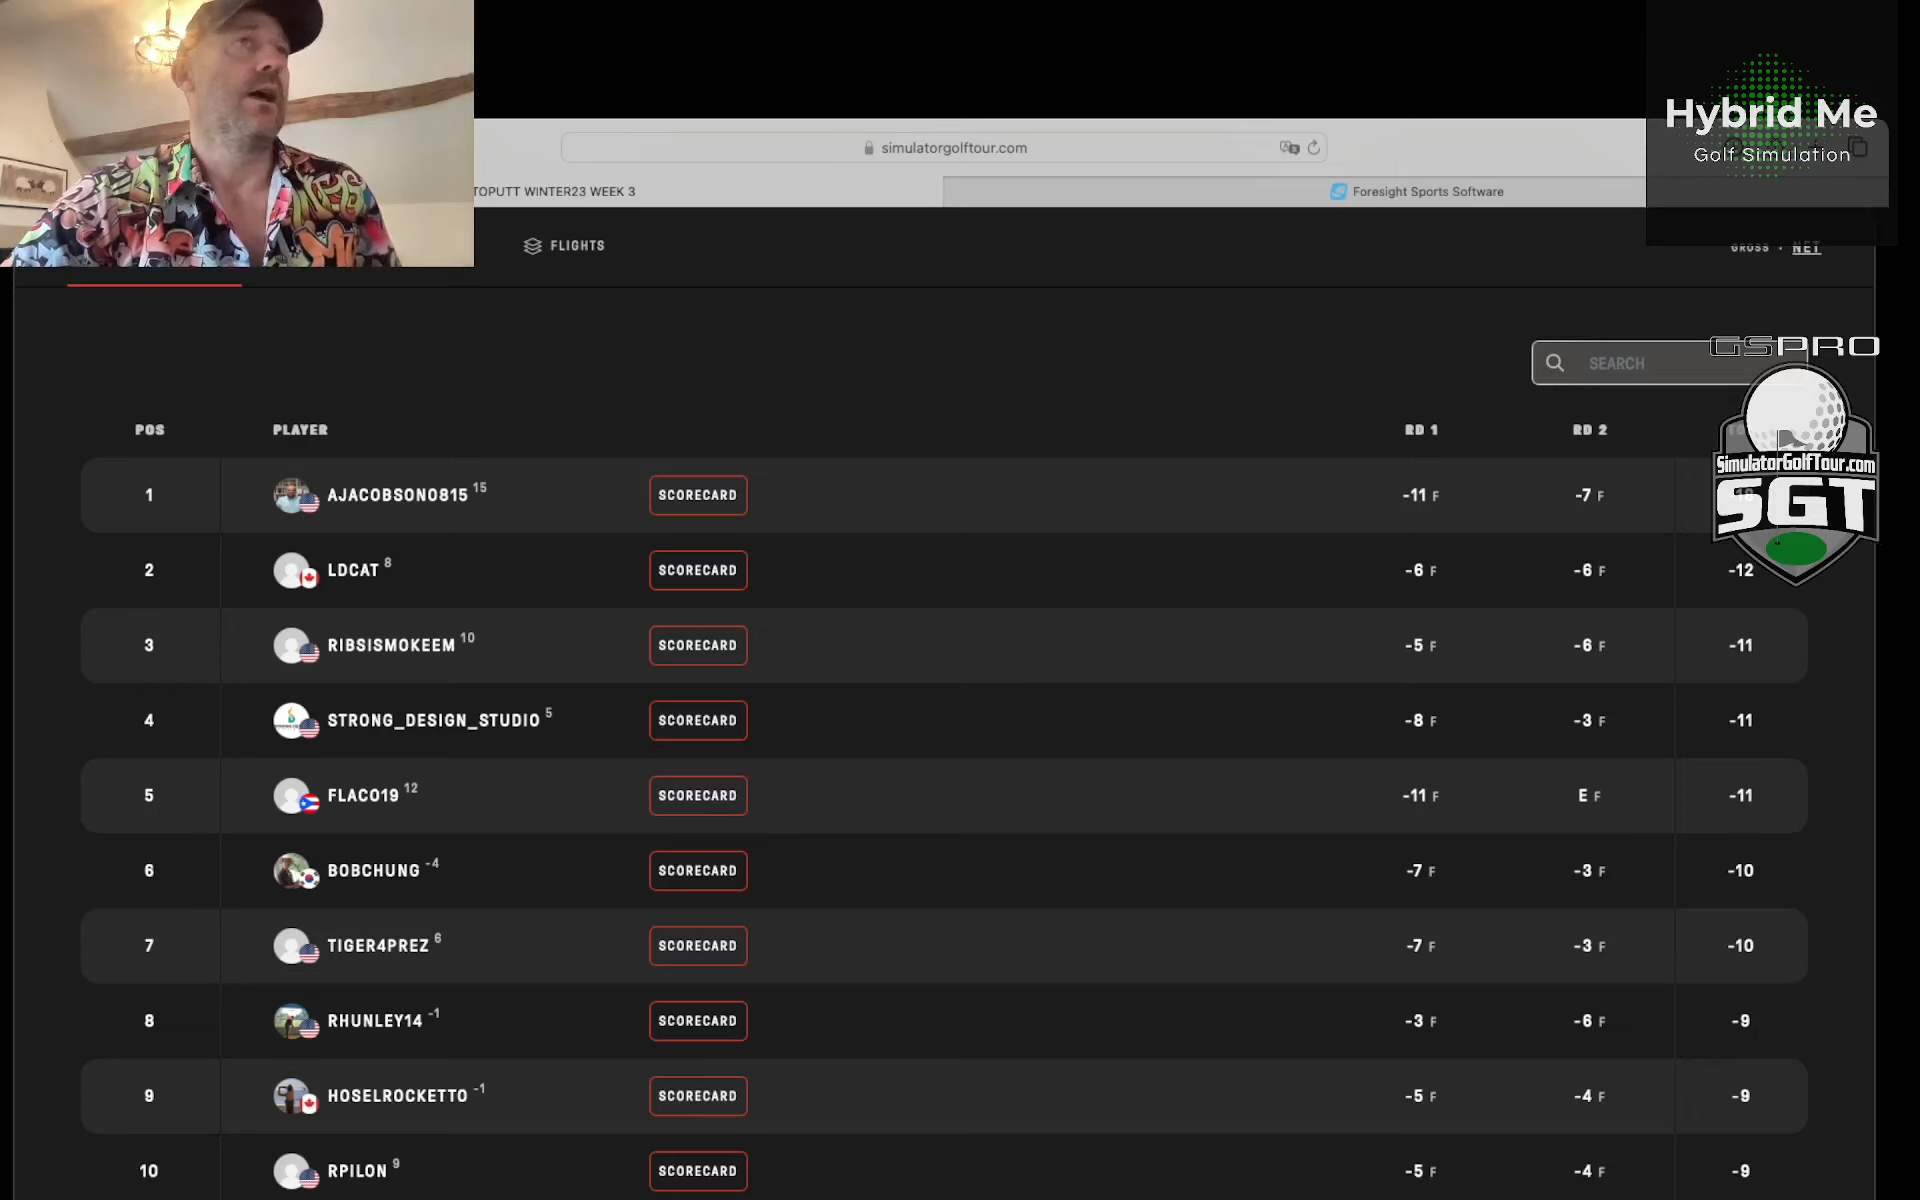 Hybrid Me
Golf Simulation
simulatorgolftour.com
TOPUTT WINTER23 WEEK 3
Foresight Sports Software
FLIGHTS
GROSS · NET
GSPRO
SEARCH
SimulatorGolfTour.com
SGT
POS PLAYER RD 1 RD 2
1 AJACOBSON0815 15 SCORECARD -11 F -7 F -18
2 LDCAT 8 SCORECARD -6 F -6 F -12
3 RIBSISMOKEEM 10 SCORECARD -5 F -6 F -11
4 STRONG_DESIGN_STUDIO 5 SCORECARD -8 F -3 F -11
5 FLACO19 12 SCORECARD -11 F E F -11
6 BOBCHUNG -4 SCORECARD -7 F -3 F -10
7 TIGER4PREZ 6 SCORECARD -7 F -3 F -10
8 RHUNLEY14 -1 SCORECARD -3 F -6 F -9
9 HOSELROCKETTO -1 SCORECARD -5 F -4 F -9
10 RPILON 9 SCORECARD -5 F -4 F -9